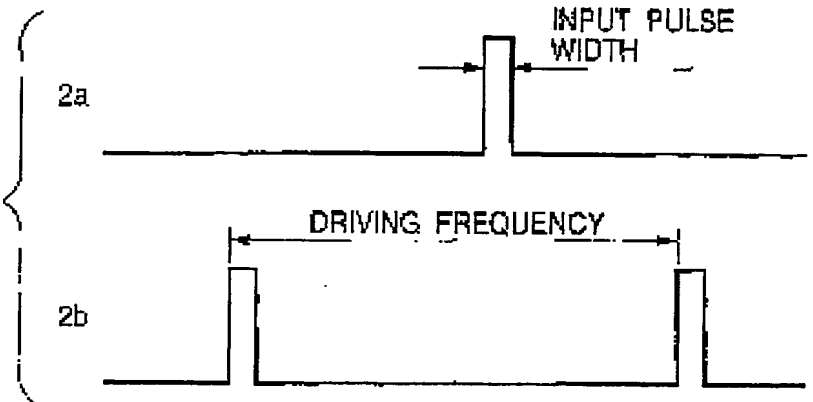 INPUT PULSE
WIDTH
2a
DRIVING FREQUENCY
2b